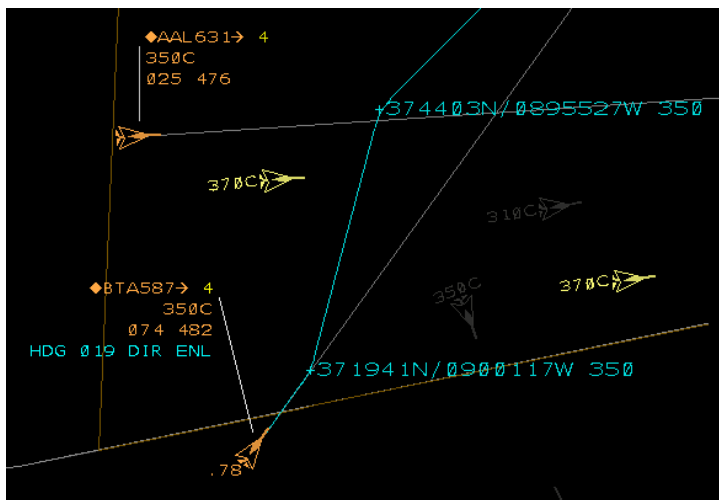 ◆AAL631→ 4
350C
025 476
+374403N/0895527W 350
370C
310C
350C
370C
◆BTA587→ 4
350C
074 482
HDG 019 DIR ENL
+371941N/0900117W 350
.78